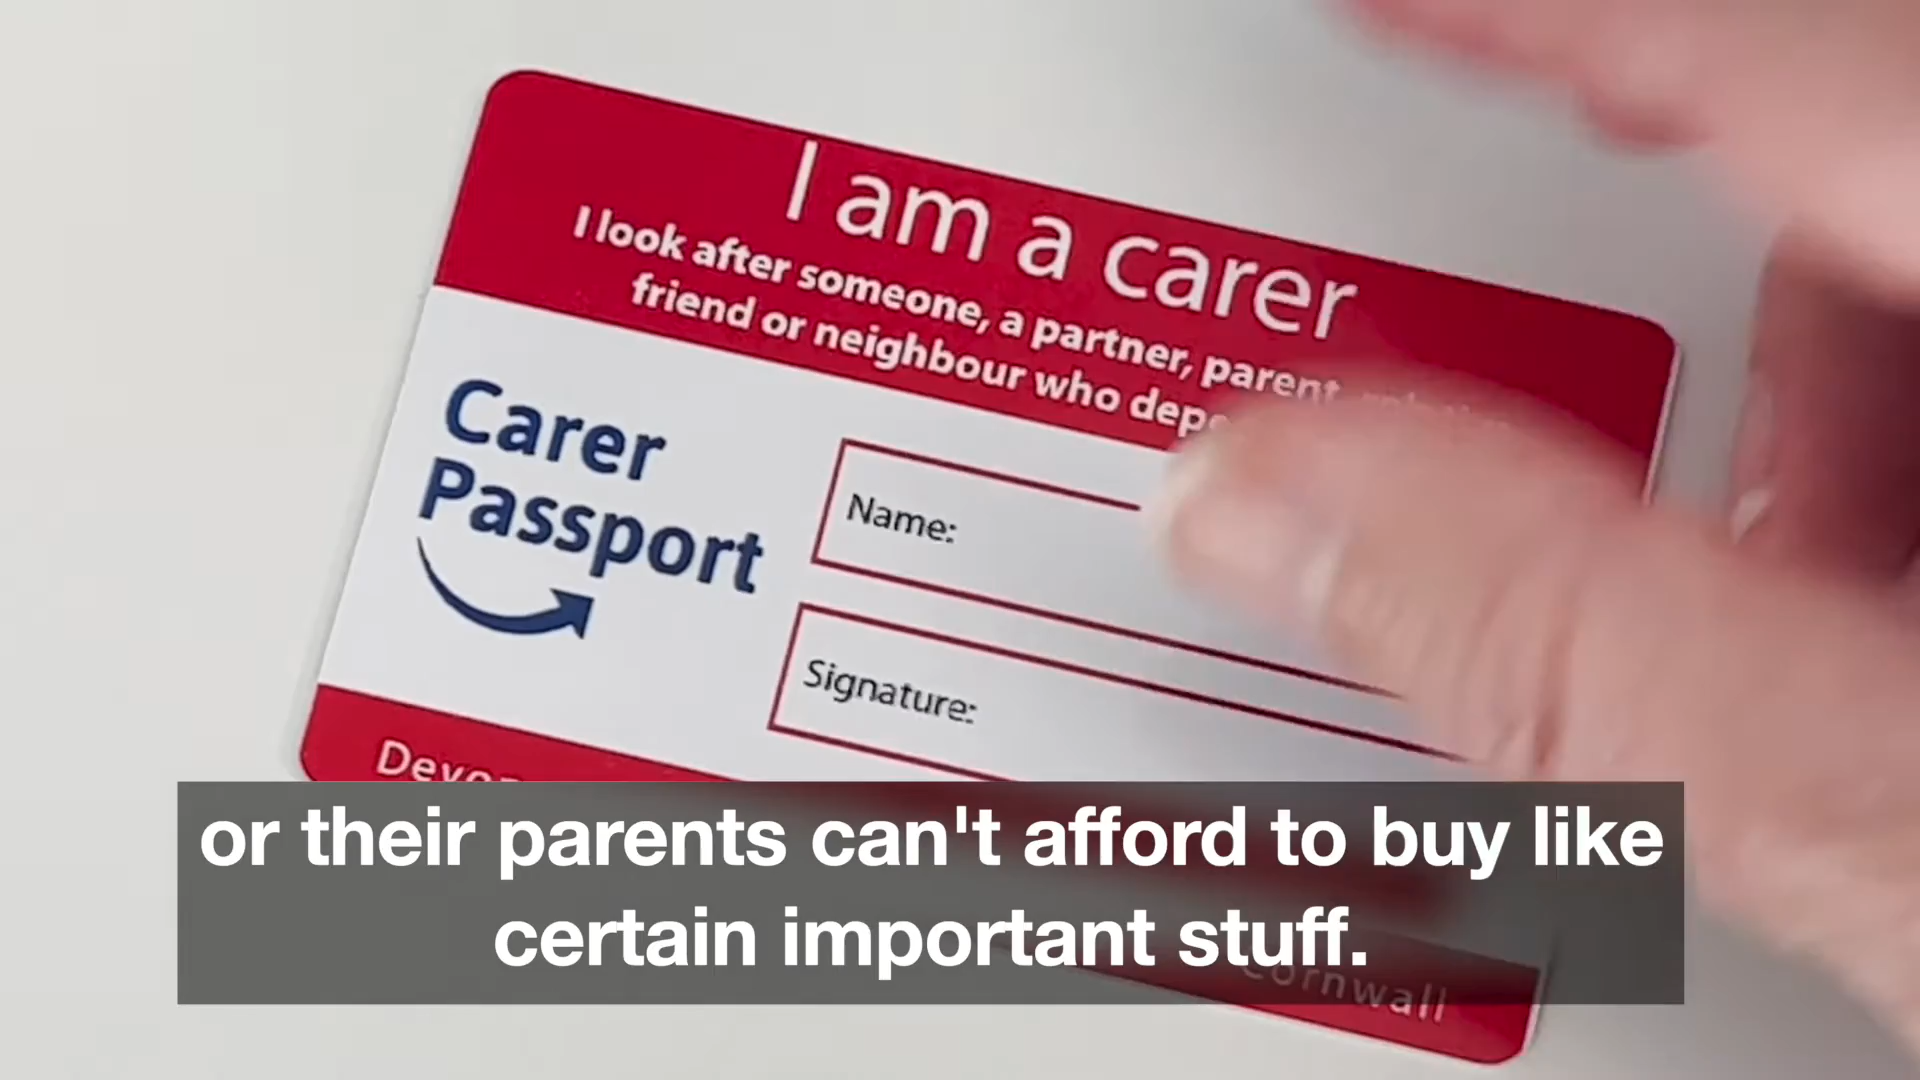 I am a carer
I look after someone, a partner, parent,
friend or neighbour who
Carer
Passport
Name:
Signature:
or their parents can't afford to buy like
certain important stuff.
Cornwall